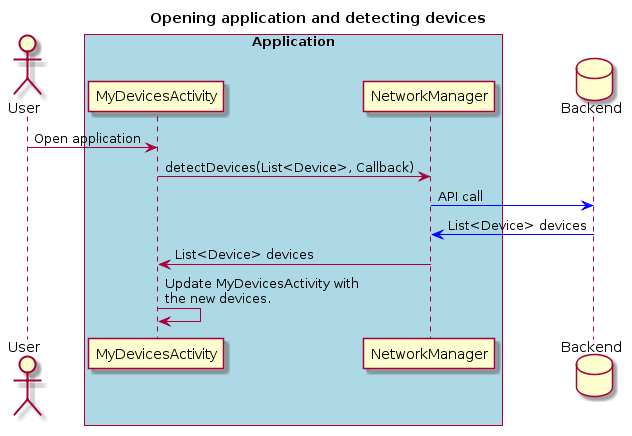 Opening application and detecting devices
Application
User
MyDevicesActivity
NetworkManager
Backend
Open application
detectDevices(List<Device>, Callback)
API call
List<Device> devices
List<Device> devices
Update MyDevicesActivity with
the new devices.
User
MyDevicesActivity
NetworkManager
Backend